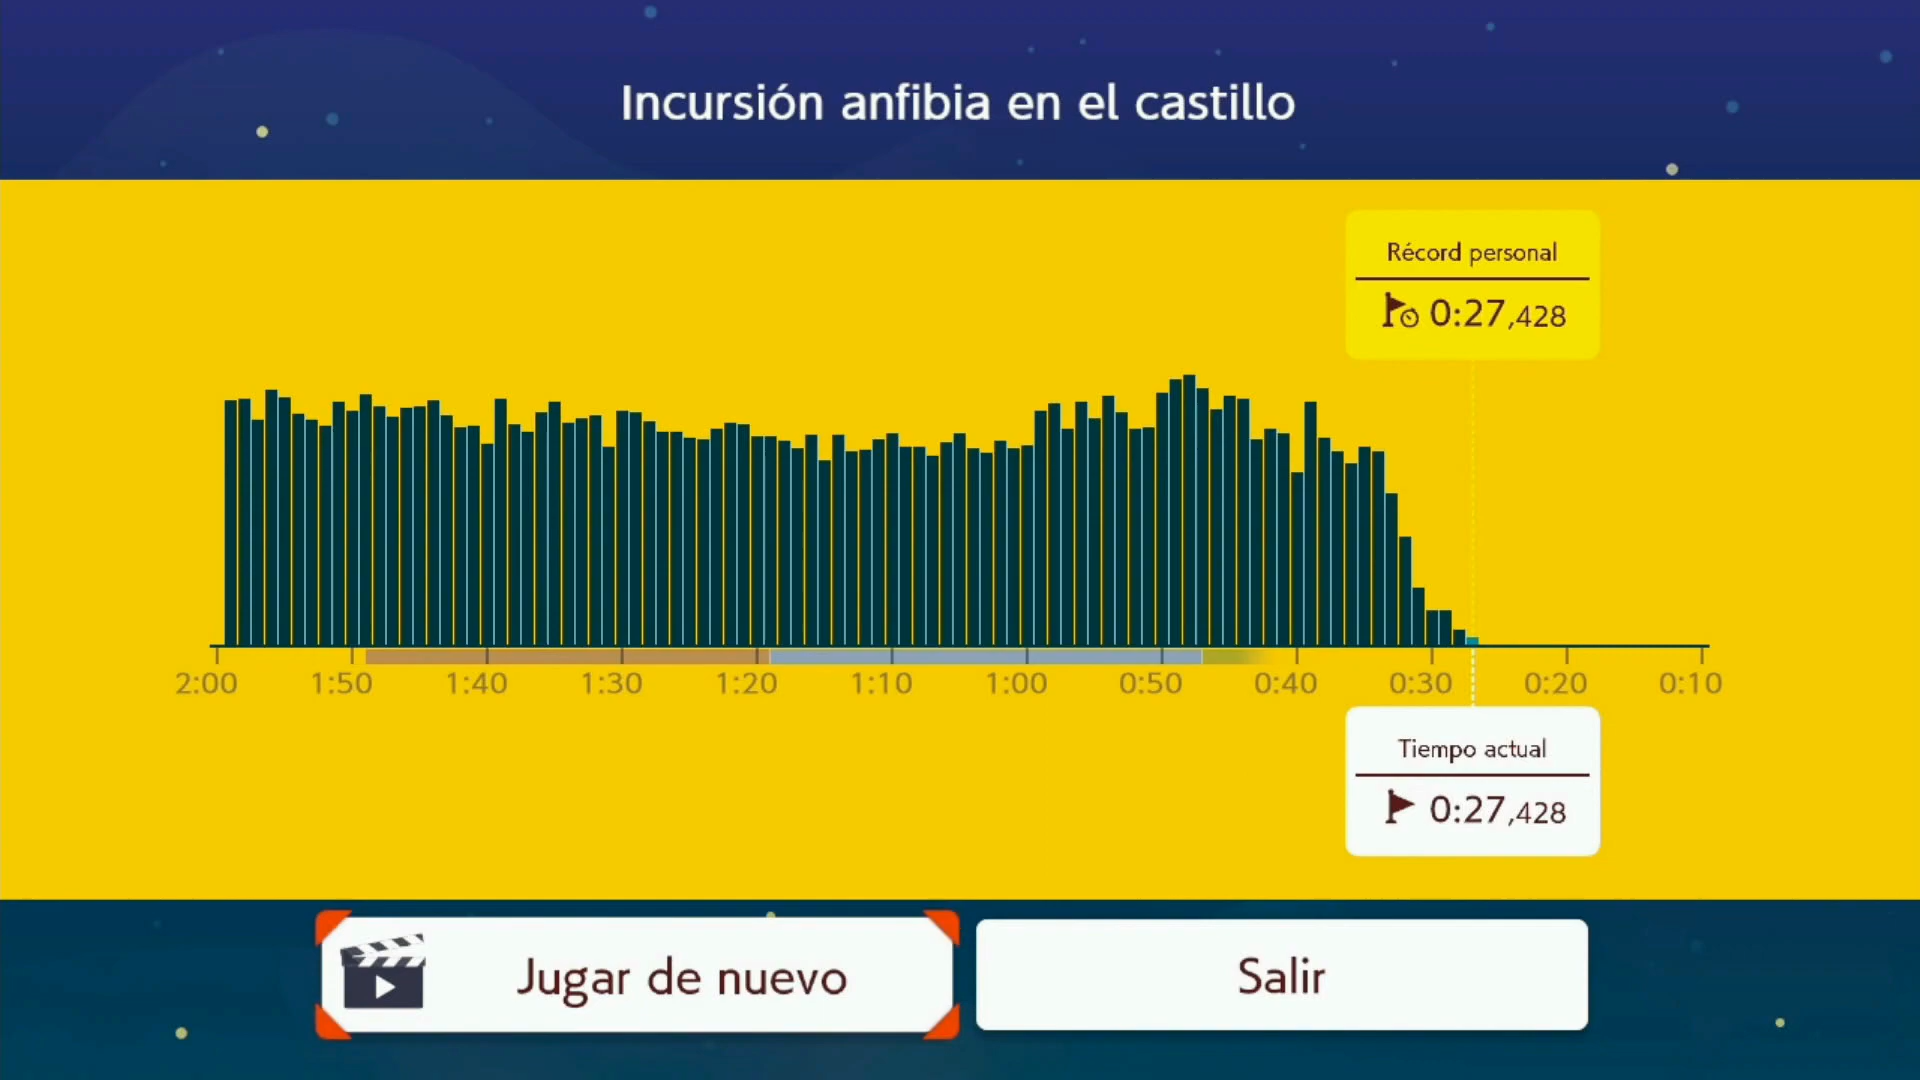 Incursión anfibia en el castillo
Récord personal
0:27,428
2:00 1:50 1:40 1:30 1:20 1:10 1:00 0:50 0:40 0:30 0:20 0:10
Tiempo actual
0:27,428
Jugar de nuevo
Salir